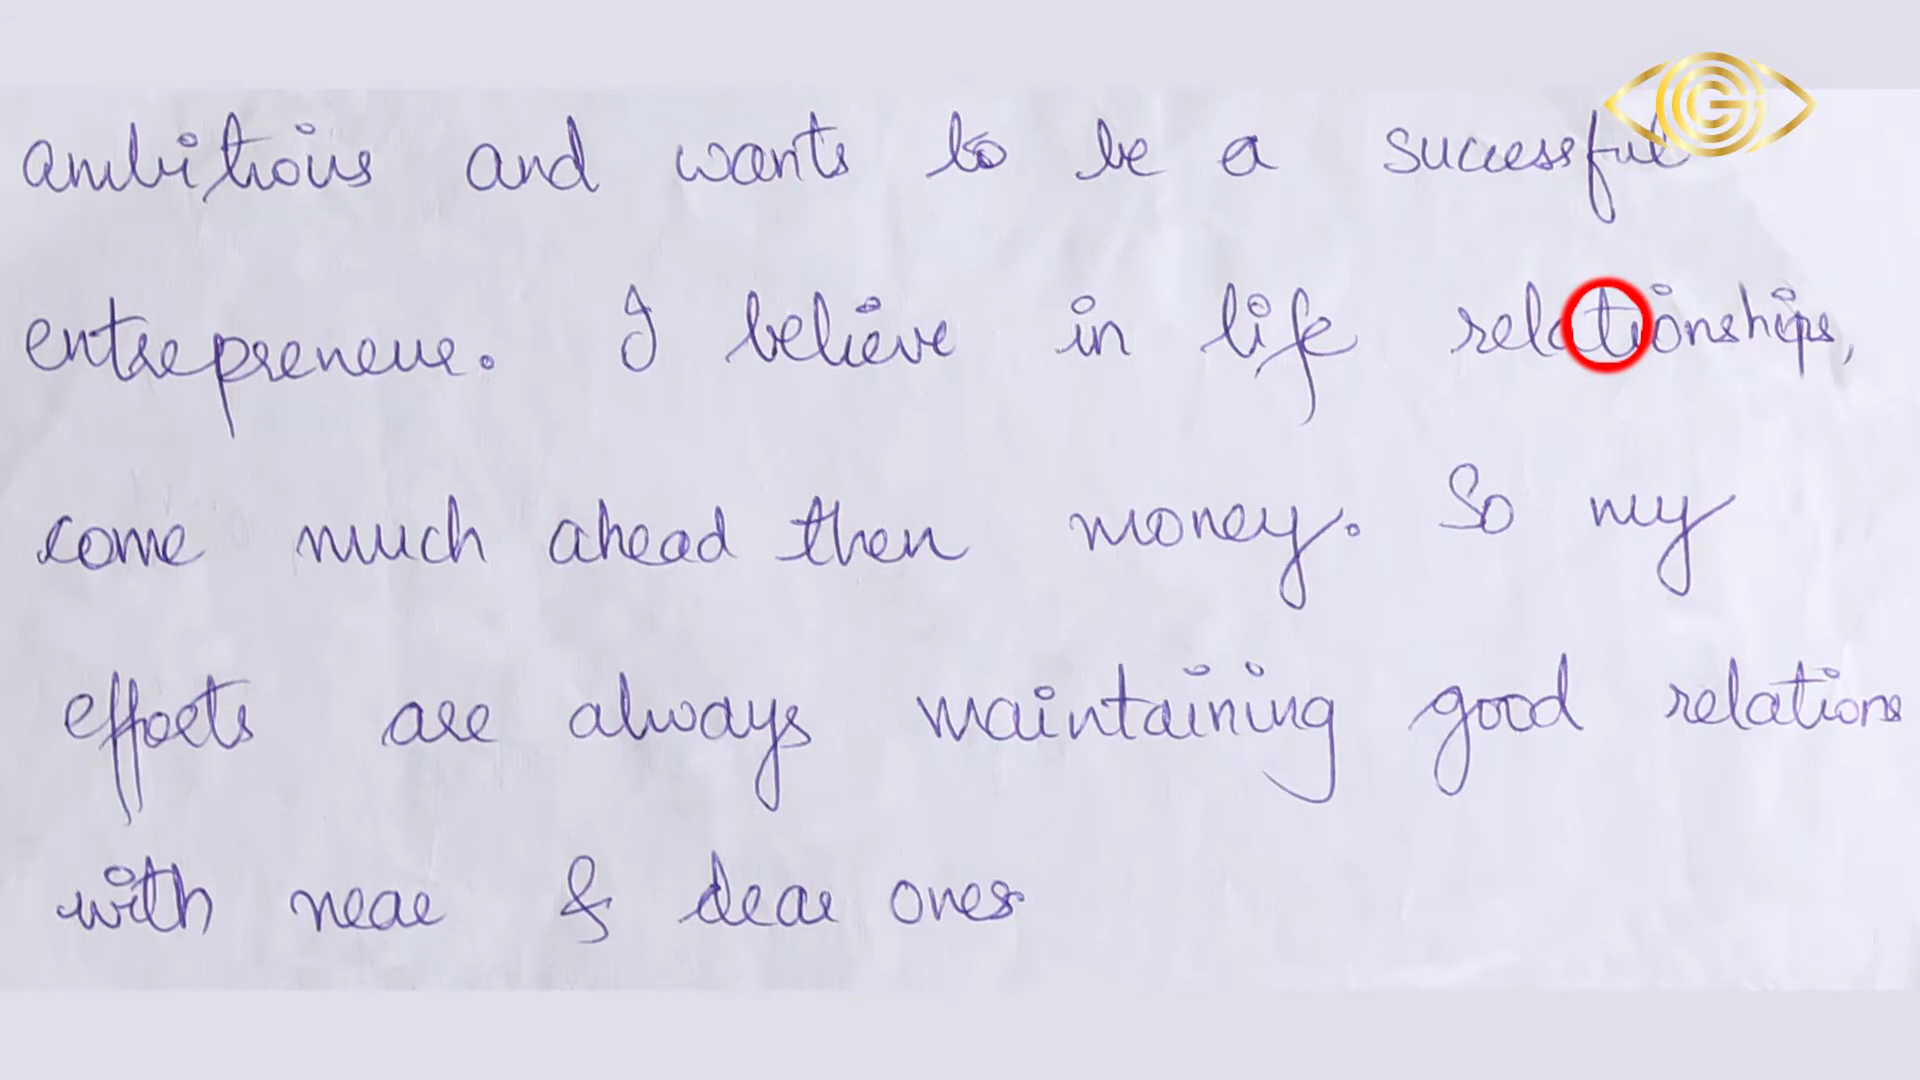 ambitious and wants to be a successful
entrepreneur. I believe in life relationships,
come much ahead then money. So my
efforts are always maintaining good relations
with near & dear ones